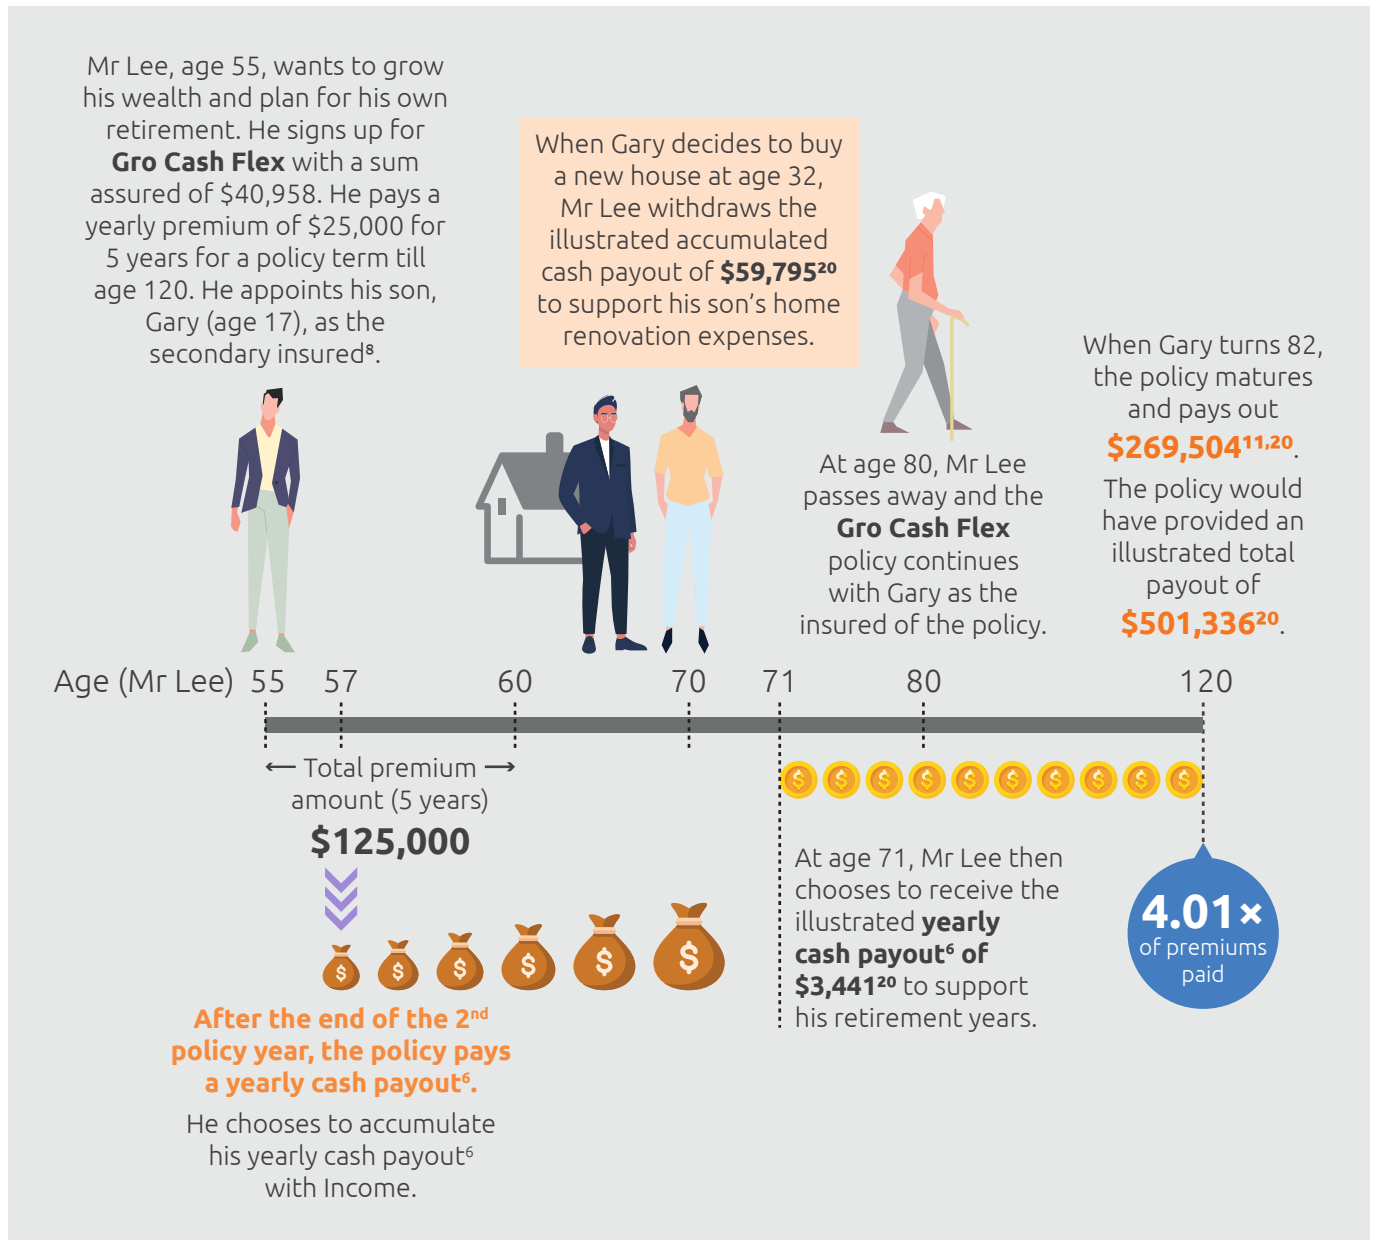 Mr Lee, age 55, wants to grow
his wealth and plan for his own
retirement. He signs up for
Gro Cash Flex with a sum
assured of $40,958. He pays a
yearly premium of $25,000 for
5 years for a policy term till
age 120. He appoints his son,
Gary (age 17), as the
secondary insured⁸.
When Gary decides to buy
a new house at age 32,
Mr Lee withdraws the
illustrated accumulated
cash payout of $59,795²⁰
to support his son’s home
renovation expenses.
At age 80, Mr Lee
passes away and the
Gro Cash Flex
policy continues
with Gary as the
insured of the policy.
When Gary turns 82,
the policy matures
and pays out
$269,504¹¹,²⁰.
The policy would
have provided an
illustrated total
payout of
$501,336²⁰.
Age (Mr Lee) 55 57 60 70 71 80 120
← Total premium →
amount (5 years)
$125,000
$ $ $ $ $ $
After the end of the 2ⁿᵈ
policy year, the policy pays
a yearly cash payout⁶.
He chooses to accumulate
his yearly cash payout⁶
with Income.
$ $ $ $ $ $ $ $ $ $
At age 71, Mr Lee then
chooses to receive the
illustrated yearly
cash payout⁶ of
$3,441²⁰ to support
his retirement years.
4.01×
of premiums
paid